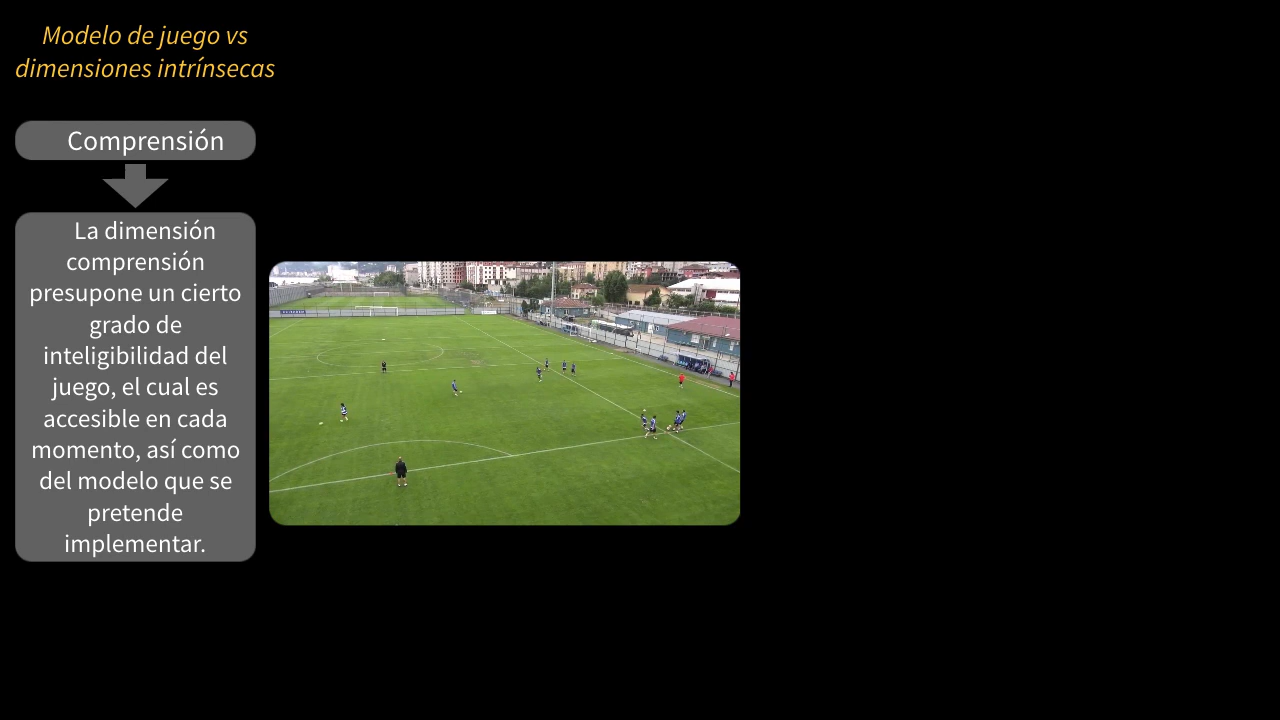 Modelo de juego vs
dimensiones intrínsecas
Comprensión
La dimensión
comprensión
presupone un cierto
grado de
inteligibilidad del
juego, el cual es
accesible en cada
momento, así como
del modelo que se
pretende
implementar.